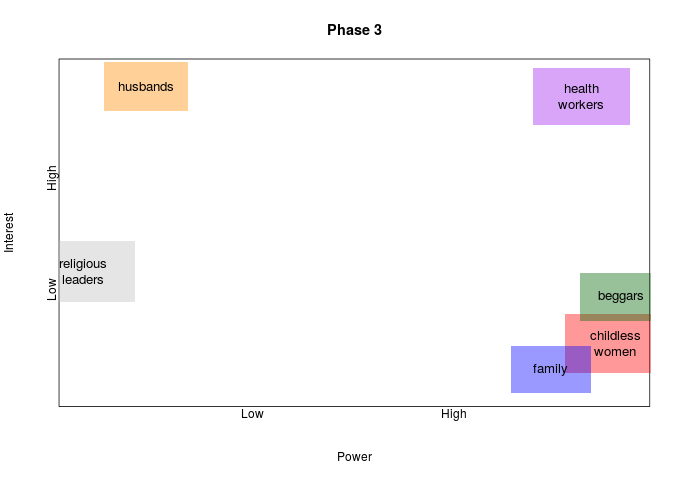 Phase 3
husbands
health
workers
High
Interest
religious
leaders
Low
beggars
childless
women
family
Low
High
Power